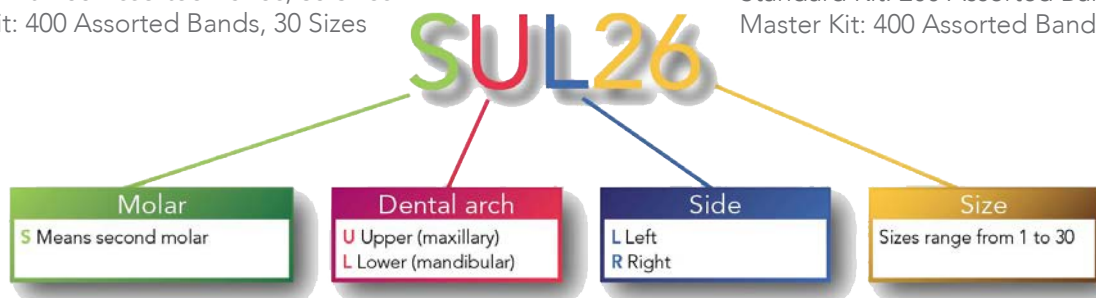 it: 400 Assorted Bands, 30 Sizes
Master Kit: 400 Assorted Band
SUL26
Molar
S Means second molar
Dental arch
U Upper (maxillary)
L Lower (mandibular)
Side
L Left
R Right
Size
Sizes range from 1 to 30